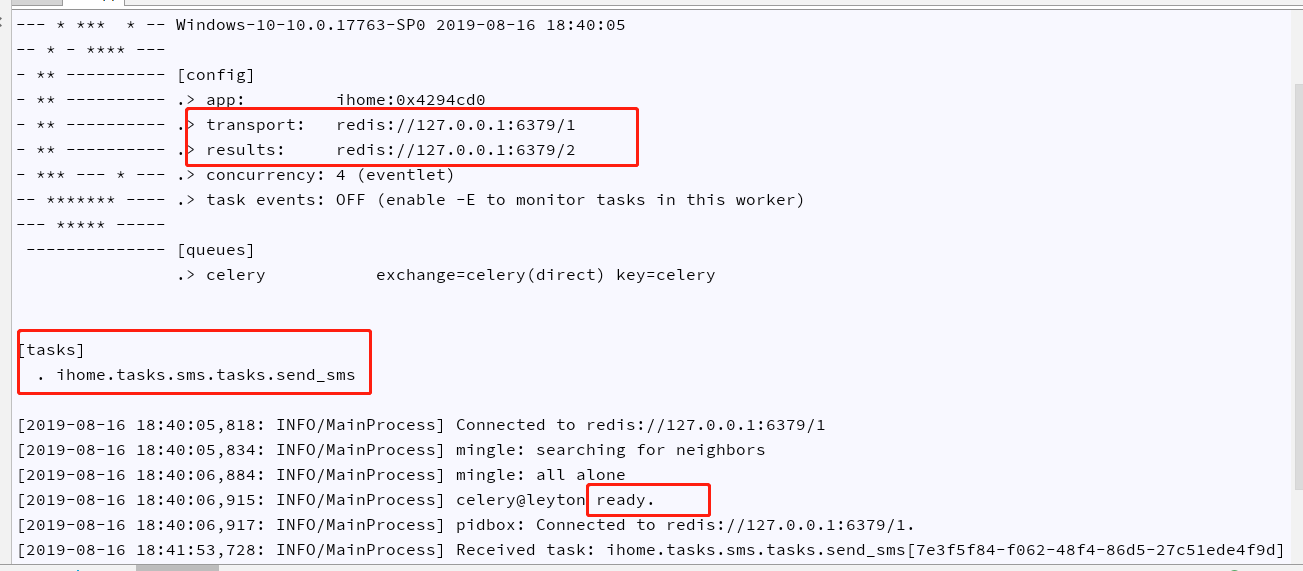 --- * ***  * -- Windows-10-10.0.17763-SP0 2019-08-16 18:40:05
-- * - **** ---
- ** ---------- [config]
- ** ---------- .> app:         ihome:0x4294cd0
- ** ---------- .> transport:   redis://127.0.0.1:6379/1
- ** ---------- .> results:     redis://127.0.0.1:6379/2
- *** --- * --- .> concurrency: 4 (eventlet)
-- ******* ---- .> task events: OFF (enable -E to monitor tasks in this worker)
--- ***** -----
 -------------- [queues]
                .> celery           exchange=celery(direct) key=celery
[tasks]
  . ihome.tasks.sms.tasks.send_sms
[2019-08-16 18:40:05,818: INFO/MainProcess] Connected to redis://127.0.0.1:6379/1
[2019-08-16 18:40:05,834: INFO/MainProcess] mingle: searching for neighbors
[2019-08-16 18:40:06,884: INFO/MainProcess] mingle: all alone
[2019-08-16 18:40:06,915: INFO/MainProcess] celery@leyton ready.
[2019-08-16 18:40:06,917: INFO/MainProcess] pidbox: Connected to redis://127.0.0.1:6379/1.
[2019-08-16 18:41:53,728: INFO/MainProcess] Received task: ihome.tasks.sms.tasks.send_sms[7e3f5f84-f062-48f4-86d5-27c51ede4f9d]